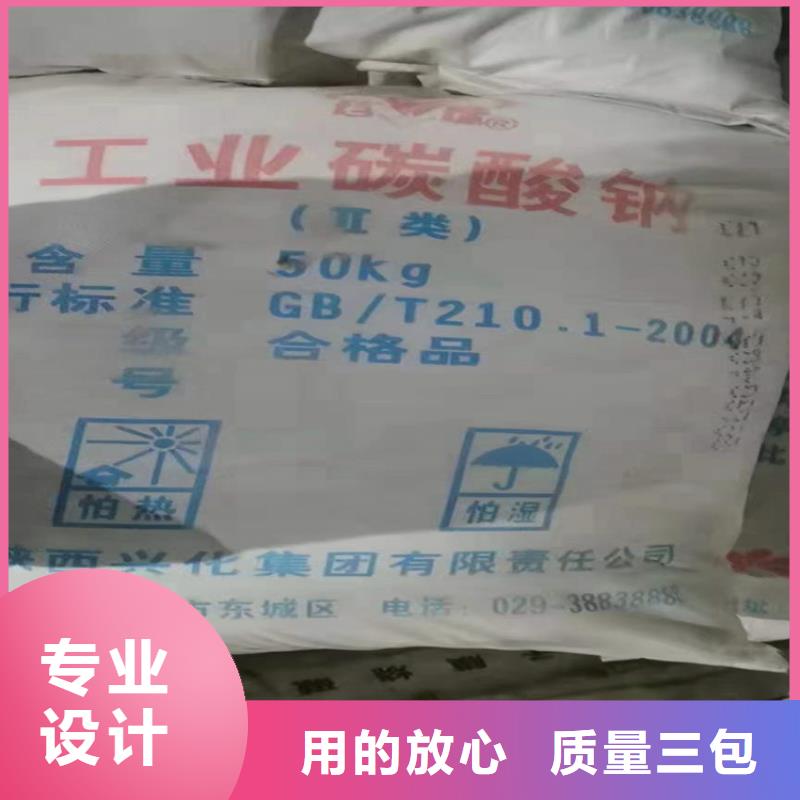 38888
®
工业碳酸钠
(Ⅱ类)
含量 50kg
行标准 GB/T210.1-2004
级 合格品
号
怕热
怕湿
陕西兴化集团有限责任公司
市东城区 电话: 029-38838888
专业
设计
用的放心 质量三包